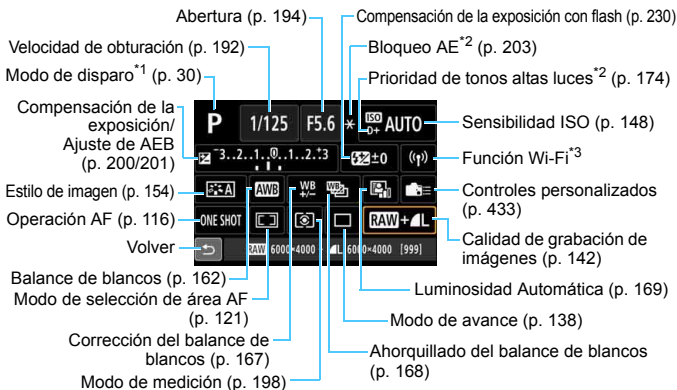 Abertura (p. 194)
Compensación de la exposición con flash (p. 230)
Velocidad de obturación (p. 192)
Bloqueo AE*2 (p. 203)
Modo de disparo*1 (p. 30)
Prioridad de tonos altas luces*2 (p. 174)
Compensación de la
exposición/
Ajuste de AEB
(p. 200/201)
P 1/125 F5.6 * ISO D+ AUTO
Sensibilidad ISO (p. 148)
-3..2..1..0..1..2.+3 ±0
Función Wi-Fi*3
Estilo de imagen (p. 154)
A AWB WB +/- WB
Controles personalizados
(p. 433)
Operación AF (p. 116)
ONE SHOT RAW+L
Calidad de grabación de
imágenes (p. 142)
Volver
RAW 6000×4000 + L 6000×4000 [999]
Balance de blancos (p. 162)
Luminosidad Automática (p. 169)
Modo de selección de área AF
(p. 121)
Modo de avance (p. 138)
Corrección del balance de
blancos (p. 167)
Ahorquillado del balance de blancos
(p. 168)
Modo de medición (p. 198)